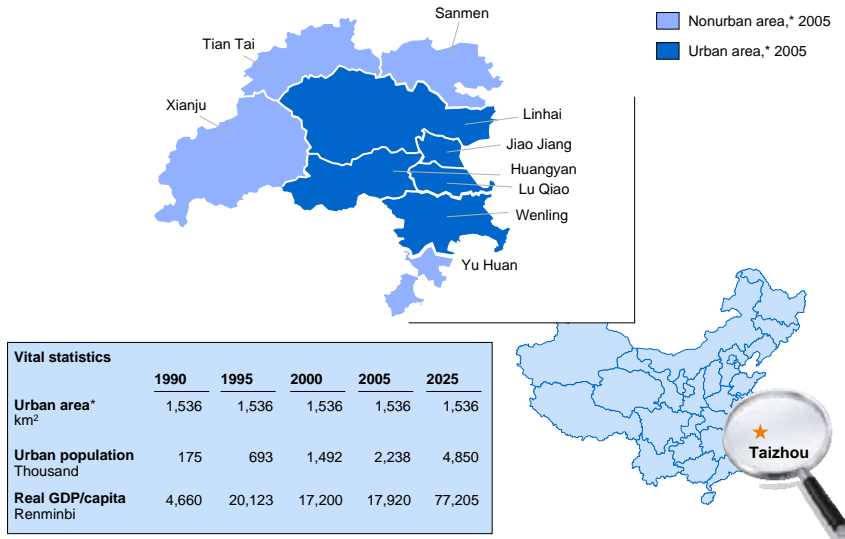 Sanmen
Tian Tai
Xianju
Nonurban area,* 2005
Urban area,* 2005
Linhai
Jiao Jiang
Huangyan
Lu Qiao
Wenling
Yu Huan
Vital statistics
1990 1995 2000 2005 2025
Urban area* 1,536 1,536 1,536 1,536 1,536
km²
Urban population 175 693 1,492 2,238 4,850
Thousand
Real GDP/capita 4,660 20,123 17,200 17,920 77,205
Renminbi
Taizhou